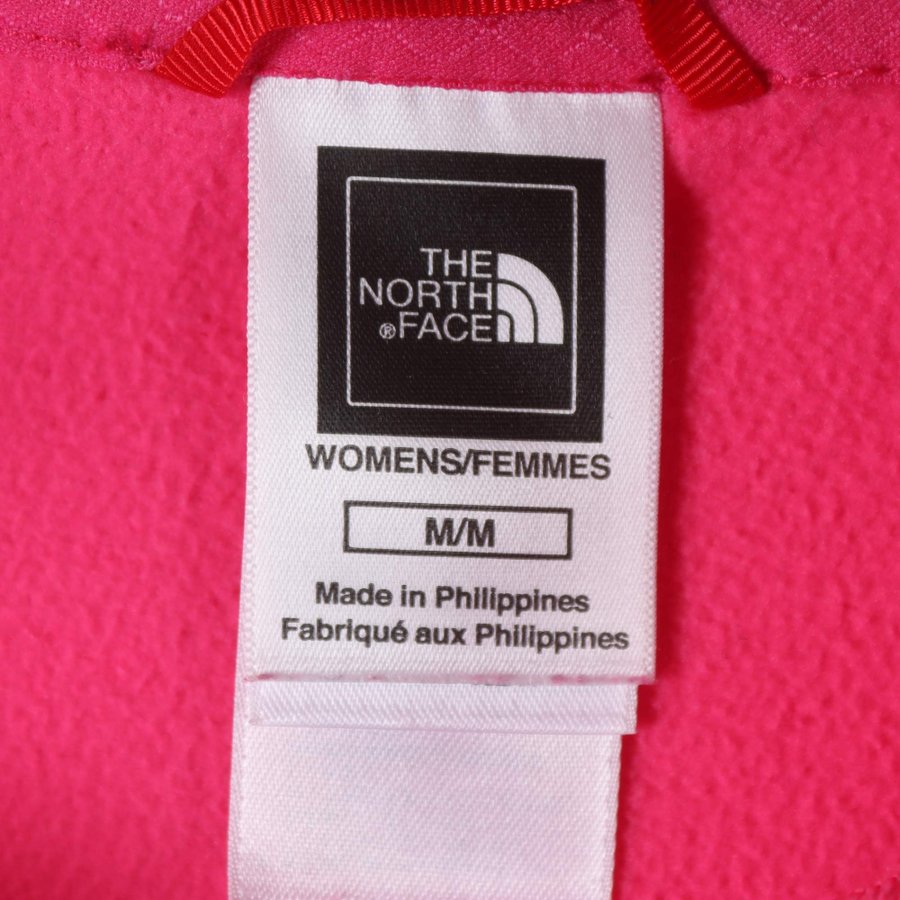 THE
NORTH
®FACE
WOMENS/FEMMES
M/M
Made in Philippines
Fabriqué aux Philippines